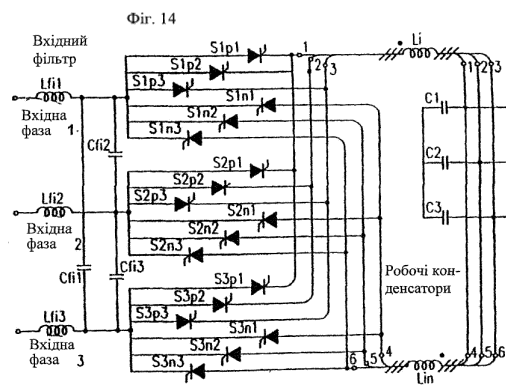 Фіг. 14
Вхідний
фільтр
Lfi1
Вхідна
фаза
1
Cfi2
S1p1
S1p2
S1p3
S1n1
S1n2
S1n3
1
2
3
Li
1 2 3
C1
C2
C3
Lfi2
Вхідна
фаза
2
Cfi1
Cfi3
S2p1
S2p2
S2p3
S2n1
S2n2
S2n3
Робочі кон-
денсатори
Lfi3
Вхідна
фаза
3
S3p1
S3p2
S3p3
S3n1
S3n2
S3n3
6 5 4
Lin
4 5 6